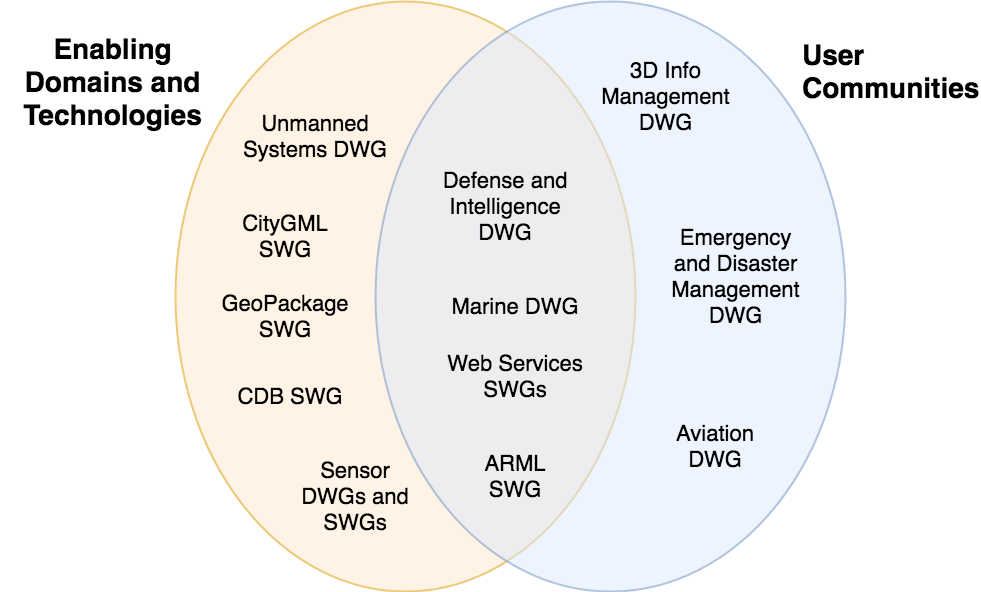 Enabling
Domains and
Technologies
Unmanned
Systems DWG
CityGML
SWG
GeoPackage
SWG
CDB SWG
Sensor
DWGs and
SWGs
Defense and
Intelligence
DWG
Marine DWG
Web Services
SWGs
ARML
SWG
User
Communities
3D Info
Management
DWG
Emergency
and Disaster
Management
DWG
Aviation
DWG